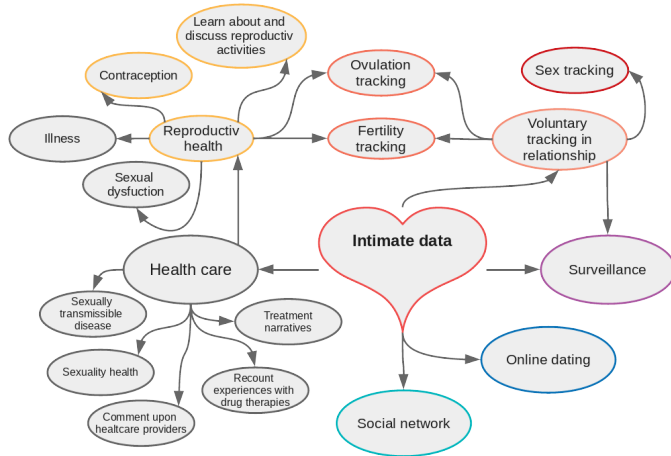 Learn about and
discuss reproductiv
activities
Contraception
Ovulation
tracking
Sex tracking
Illness
Reproductiv
health
Fertility
tracking
Voluntary
tracking in
relationship
Sexual
dysfuction
Intimate data
Health care
Surveillance
Sexually
transmissible
disease
Treatment
narratives
Sexuality health
Recount
experiences with
drug therapies
Online dating
Comment upon
healtcare providers
Social network